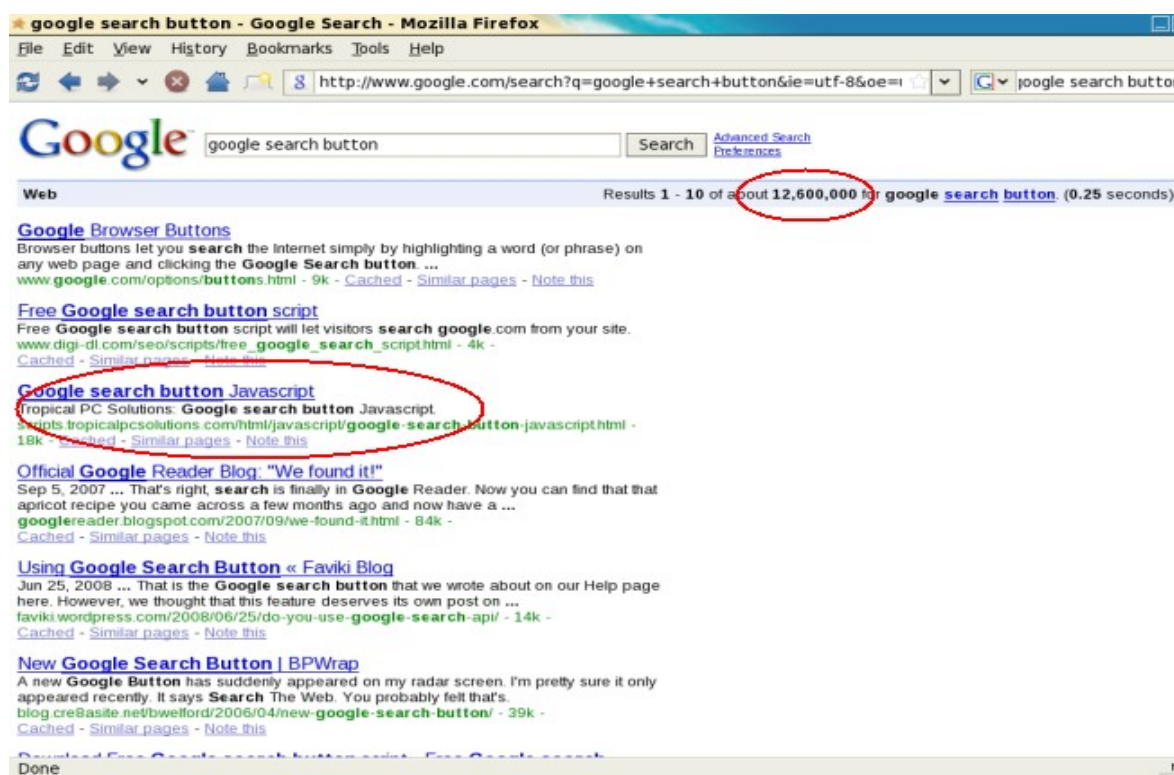 google search button - Google Search - Mozilla Firefox
File Edit View History Bookmarks Tools Help
http://www.google.com/search?q=google+search+button&ie=utf-8&oe= google search butto
Google google search button Search Advanced Search
Preferences
Web Results 1 - 10 of about 12,600,000 for google search button. (0.25 seconds)
Google Browser Buttons
Browser buttons let you search the Internet simply by highlighting a word (or phrase) on
any web page and clicking the Google Search button. ...
www.google.com/options/buttons.html - 9k - Cached - Similar pages - Note this
Free Google search button script
Free Google search button script will let visitors search google.com from your site.
www.digi-dl.com/seo/scripts/free_google_search_script.html - 4k -
Cached - Similar pages - Note this
Google search button Javascript
Tropical PC Solutions: Google search button Javascript.
scripts.tropicalpcsolutions.com/html/javascript/google-search-button-javascript.html -
18k - Cached - Similar pages - Note this
Official Google Reader Blog: "We found it!"
Sep 5, 2007 ... That's right, search is finally in Google Reader. Now you can find that that
apricot recipe you came across a few months ago and now have a ...
googlereader.blogspot.com/2007/09/we-found-it.html - 84k -
Cached - Similar pages - Note this
Using Google Search Button « Faviki Blog
Jun 25, 2008 ... That is the Google search button that we wrote about on our Help page
here. However, we thought that this feature deserves its own post on ...
faviki.wordpress.com/2008/06/25/do-you-use-google-search-api/ - 14k -
Cached - Similar pages - Note this
New Google Search Button | BPWrap
A new Google Button has suddenly appeared on my radar screen. I'm pretty sure it only
appeared recently. It says Search The Web. You probably felt that's.
blog.cre8asite.net/bwelford/2006/04/new-google-search-button/ - 39k -
Cached - Similar pages - Note this
Download Free Google search button script - Free Google search
Done